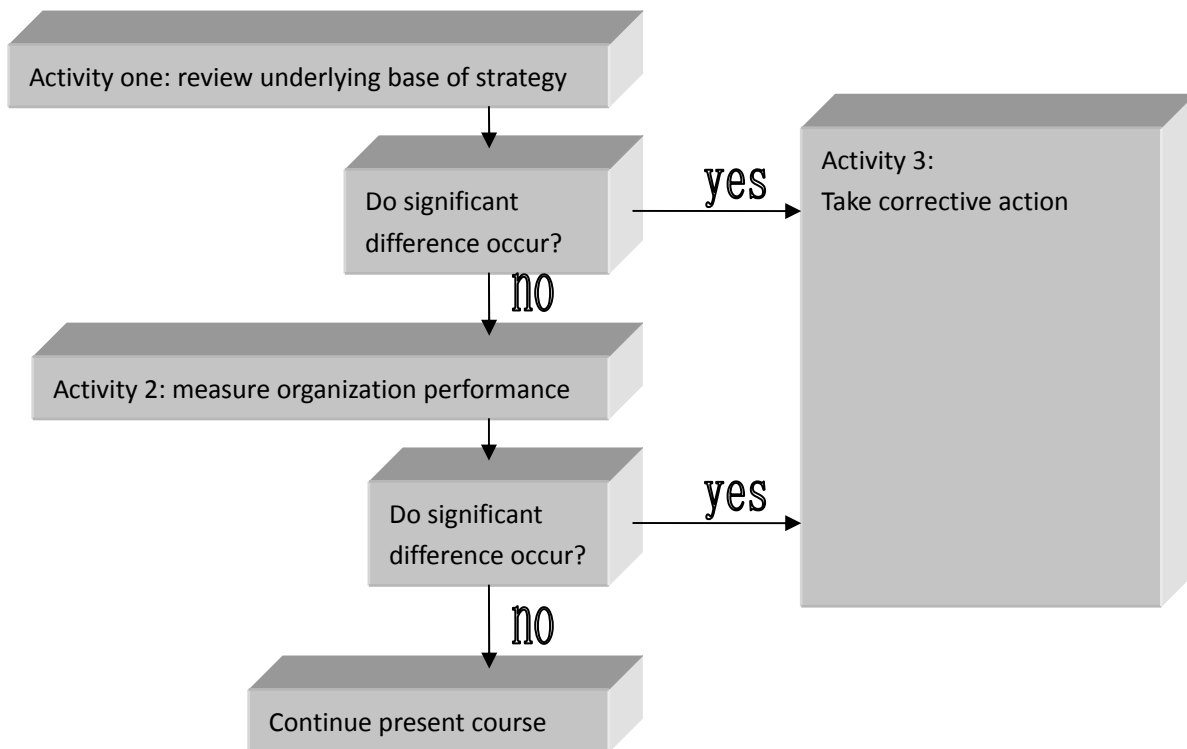 Activity one: review underlying base of strategy
Do significant
difference occur?
yes
Activity 3:
Take corrective action
no
Activity 2: measure organization performance
Do significant
difference occur?
yes
no
Continue present course